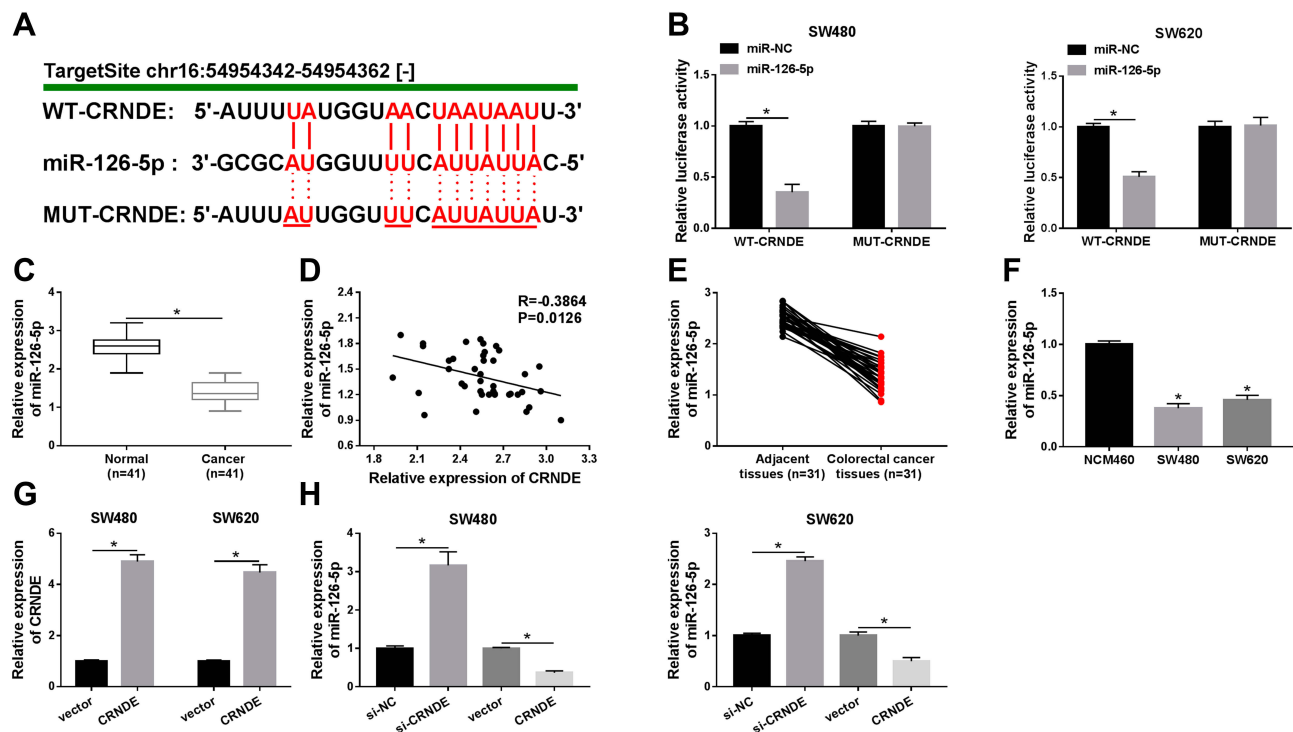 A
TargetSite chr16:54954342-54954362 [-]
WT-CRNDE: 5'-AUUUUAUGGUAACUAAUAAUU-3'
miR-126-5p : 3'-GCGCAUGGUUUUCAUUAUUAC-5'
MUT-CRNDE: 5'-AUUUAUUGGUUUCAUUAUUAU-3'
B
SW480
miR-NC
miR-126-5p
Relative luciferase activity
1.5
1.0
0.5
0.0
*
WT-CRNDE
MUT-CRNDE
SW620
miR-NC
miR-126-5p
Relative luciferase activity
1.5
1.0
0.5
0.0
*
WT-CRNDE
MUT-CRNDE
C
Relative expression
of miR-126-5p
4
3
2
1
0
*
Normal
(n=41)
Cancer
(n=41)
D
Relative expression
of miR-126-5p
2.4
2.1
1.8
1.5
1.2
0.9
0.6
R=-0.3864
P=0.0126
1.8
2.1
2.4
2.7
3.0
3.3
Relative expression of CRNDE
E
Relative expression
of miR-126-5p
3
2
1
0
Adjacent
tissues (n=31)
Colorectal cancer
tissues (n=31)
F
Relative expression
of miR-126-5p
1.5
1.0
0.5
0.0
*
*
NCM460
SW480
SW620
G
SW480
SW620
Relative expression
of CRNDE
6
4
2
0
*
*
vector
CRNDE
vector
CRNDE
H
SW480
Relative expression
of miR-126-5p
4
3
2
1
0
*
*
si-NC
si-CRNDE
vector
CRNDE
SW620
Relative expression
of miR-126-5p
3
2
1
0
*
*
si-NC
si-CRNDE
vector
CRNDE